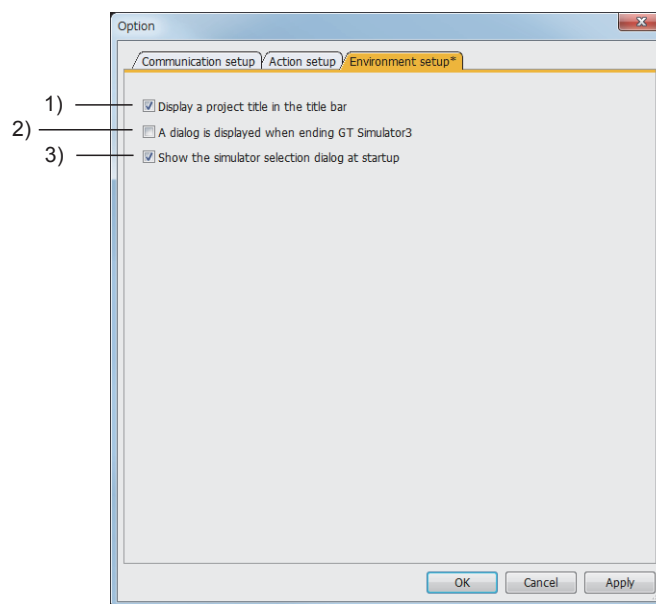 Option
Communication setup Action setup Environment setup*
1) Display a project title in the title bar
2) A dialog is displayed when ending GT Simulator3
3) Show the simulator selection dialog at startup
OK Cancel Apply